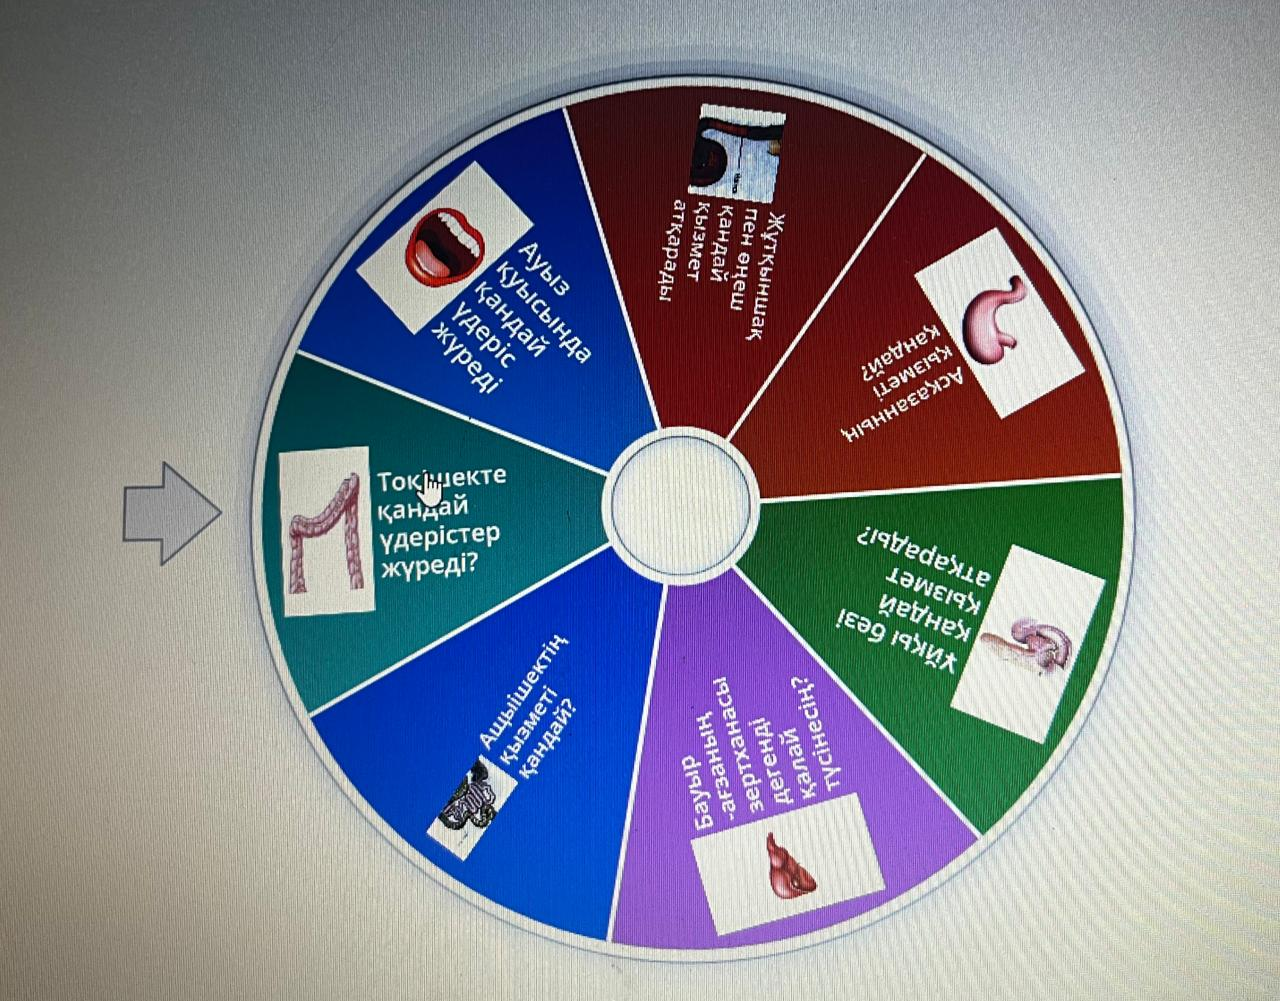 Ауыз
қуысында
қандай
үдеріс
жүреді
Жұтқыншақ
пен өңеш
қандай
қызмет
атқарады
Асқазанның
қызметі
қандай?
Ұйқы безі
қандай
қызмет
атқарады?
Бауыр
-ағзаның
зертханасы
дегенді
қалай
түсінесің?
Ащыішектің
қызметі
қандай?
Тоқішекте
қандай
үдерістер
жүреді?